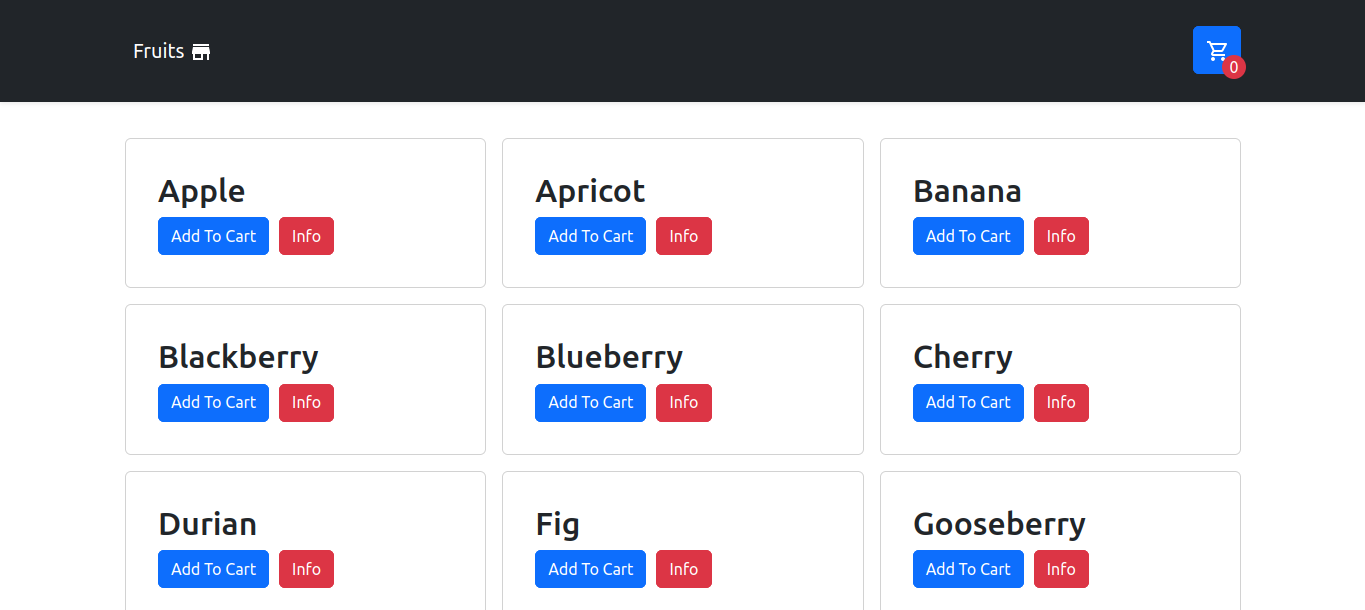 Fruits
0
Apple
Add To Cart Info
Apricot
Add To Cart Info
Banana
Add To Cart Info
Blackberry
Add To Cart Info
Blueberry
Add To Cart Info
Cherry
Add To Cart Info
Durian
Add To Cart Info
Fig
Add To Cart Info
Gooseberry
Add To Cart Info